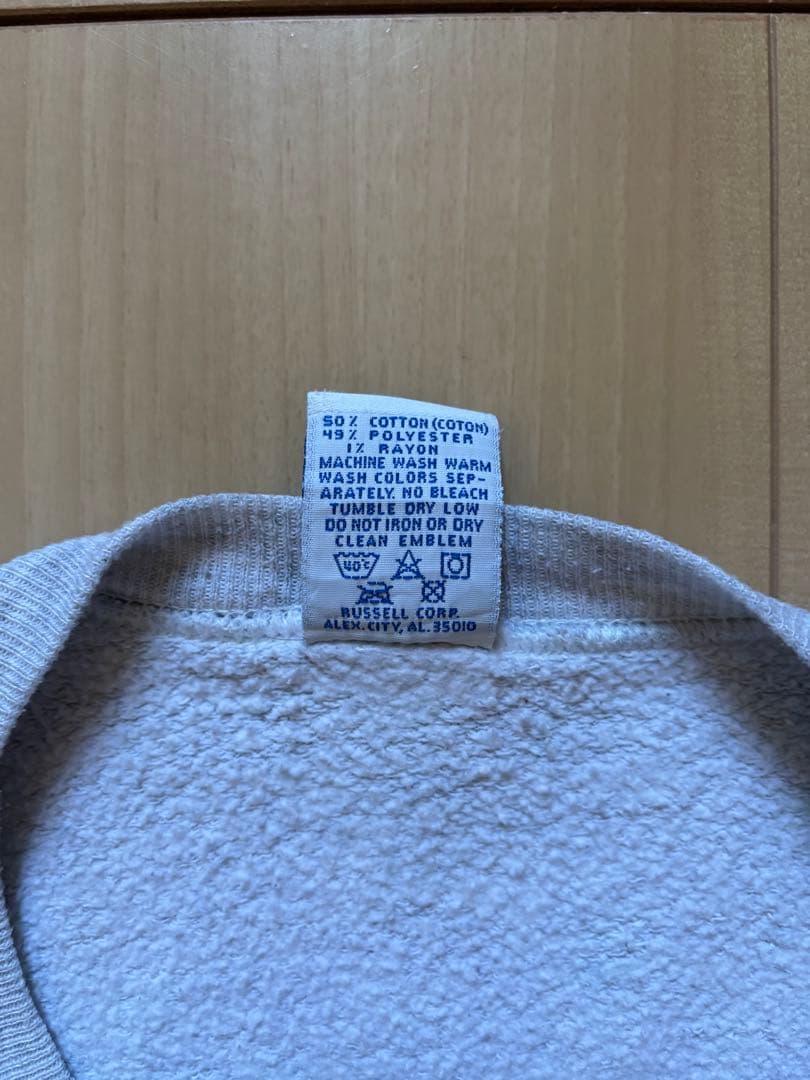 50% COTTON (COTON)
49% POLYESTER
1% RAYON
MACHINE WASH WARM
WASH COLORS SEP-
ARATELY. NO BLEACH
TUMBLE DRY LOW
DO NOT IRON OR DRY
CLEAN EMBLEM
40°C
RUSSELL CORP.
ALEX. CITY, AL. 35010